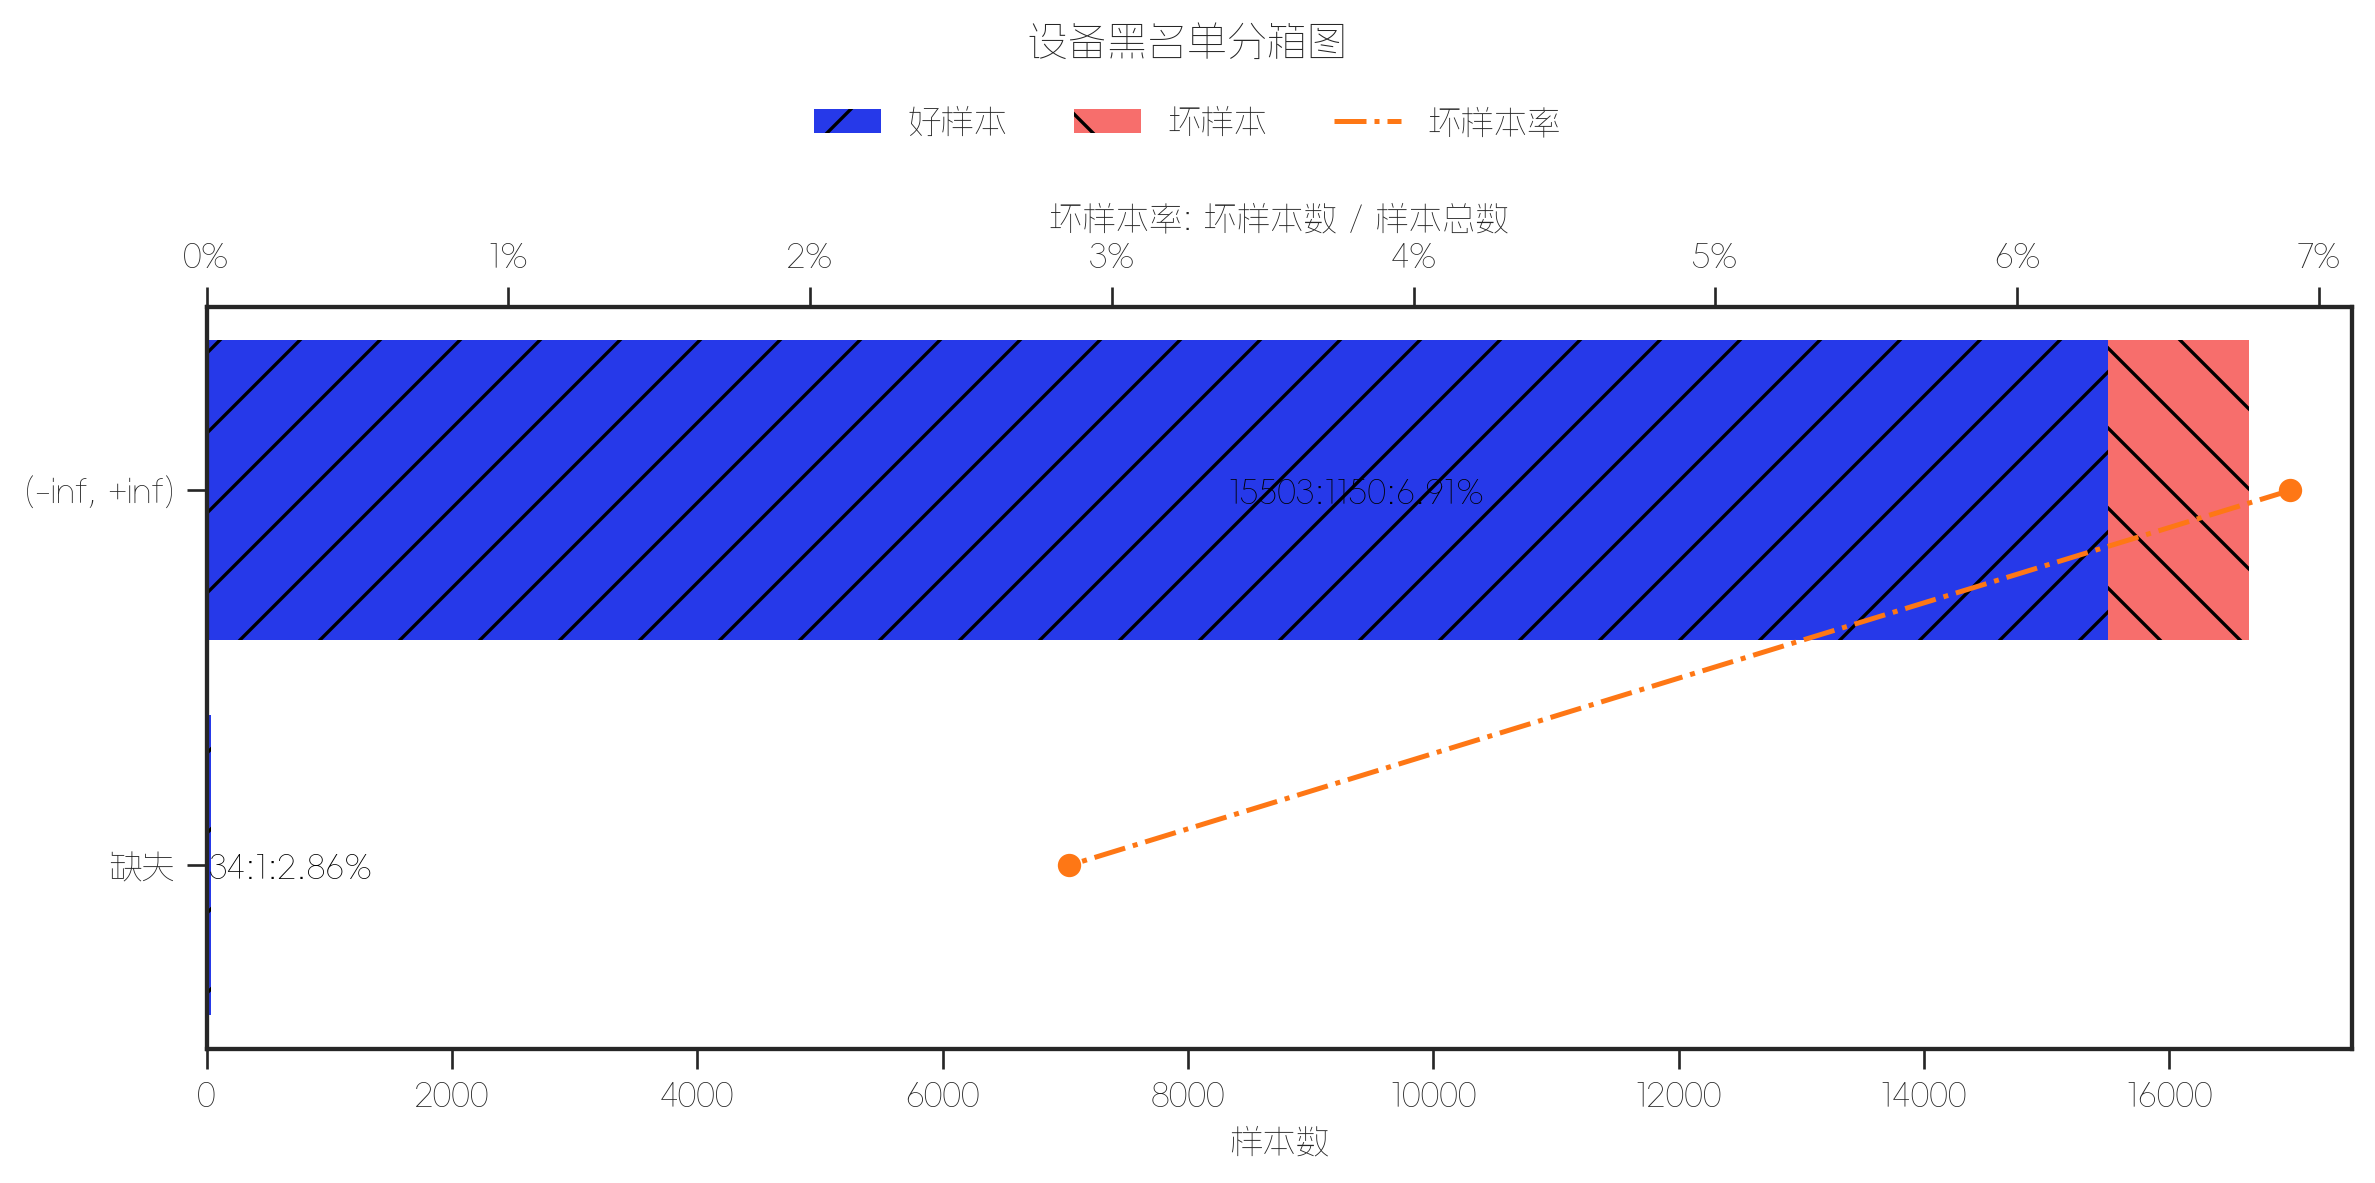 设备黑名单分箱图
好样本 坏样本 坏样本率
坏样本率: 坏样本数 / 样本总数
0% 1% 2% 3% 4% 5% 6% 7%
(-inf, +inf) 15503:1150:6.91%
缺失 34:1:2.86%
0 2000 4000 6000 8000 10000 12000 14000 16000
样本数